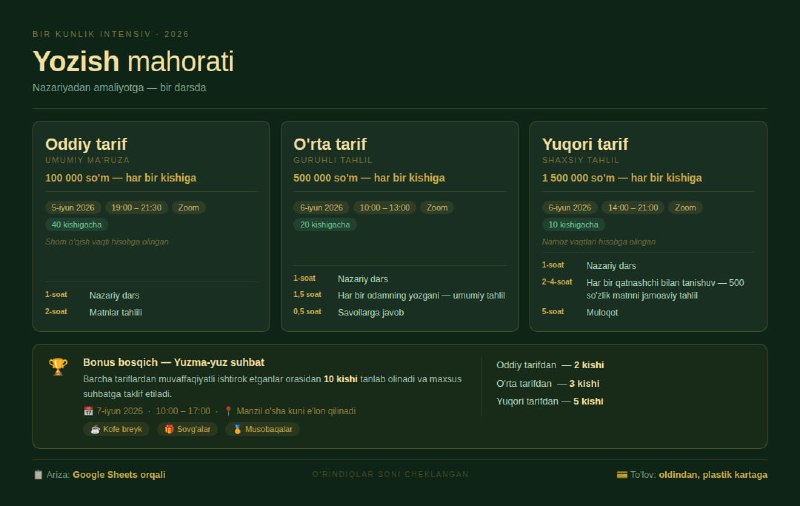 BIR KUNLIK INTENSIV · 2026
Yozish mahorati
Nazariyadan amaliyotga — bir darsda
Oddiy tarif
UMUMIY MA'RUZA
100 000 so'm — har bir kishiga
5-iyun 2026 19:00 – 21:30 Zoom
40 kishigacha
Shom o'qish vaqti hisobga olingan
1-soat Nazariy dars
2-soat Matnlar tahlili
O'rta tarif
GURUHLI TAHLIL
500 000 so'm — har bir kishiga
6-iyun 2026 10:00 – 13:00 Zoom
20 kishigacha
1-soat Nazariy dars
1,5 soat Har bir odamning yozgani — umumiy tahlil
0,5 soat Savollarga javob
Yuqori tarif
SHAXSIY TAHLIL
1 500 000 so'm — har bir kishiga
6-iyun 2026 14:00 – 21:00 Zoom
10 kishigacha
Namoz vaqtlari hisobga olingan
1-soat Nazariy dars
2–4-soat Har bir qatnashchi bilan tanishuv — 500
so'zlik matnni jamoaviy tahlil
5-soat Muloqot
Bonus bosqich — Yuzma-yuz suhbat
Barcha tariflardan muvaffaqiyatli ishtirok etganlar orasidan 10 kishi tanlab olinadi va maxsus
suhbatga taklif etiladi.
7-iyun 2026 · 10:00 – 17:00 · Manzil o'sha kuni e'lon qilinadi
Kofe breyk Sovg'alar Musobaqalar
Oddiy tarifdan — 2 kishi
O'rta tarifdan — 3 kishi
Yuqori tarifdan — 5 kishi
Ariza: Google Sheets orqali
O'RINDIQLAR SONI CHEKLANGAN
To'lov: oldindan, plastik kartaga